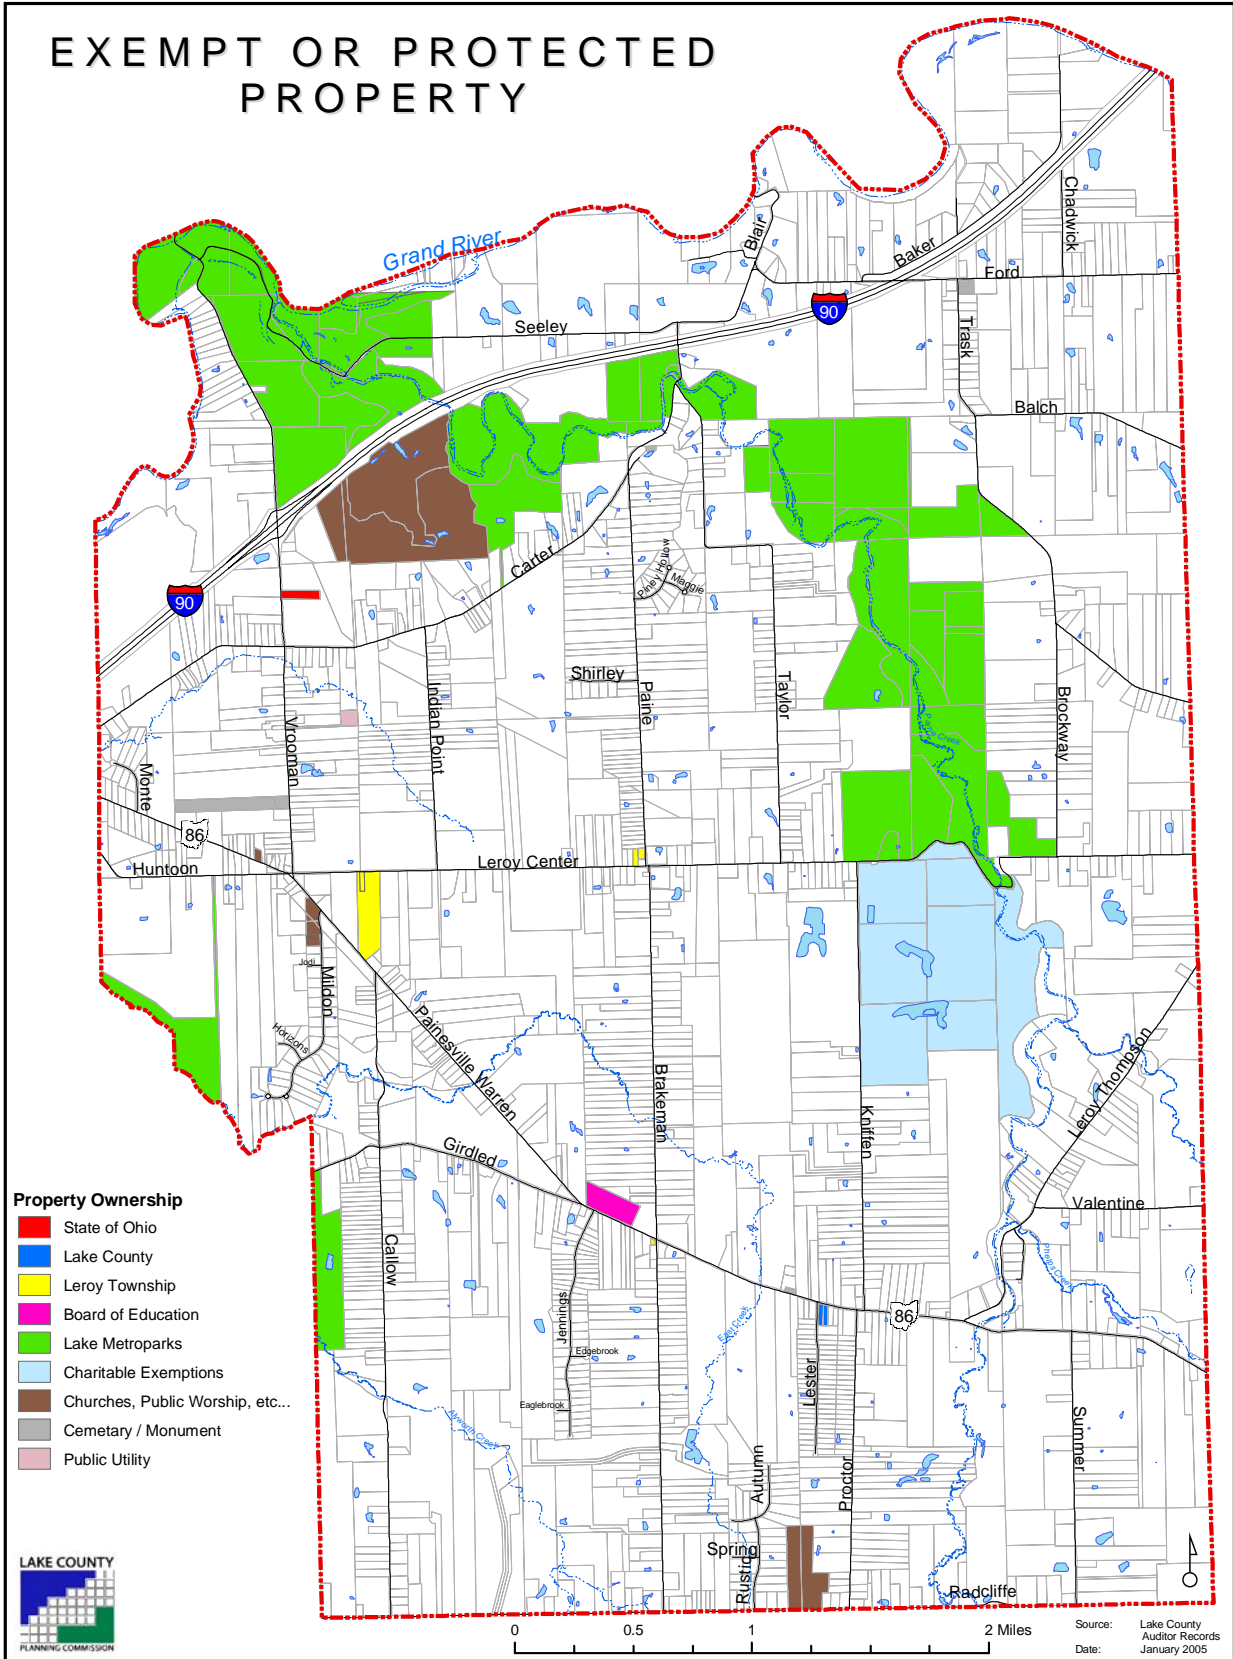 EXEMPT OR PROTECTED
PROPERTY
Grand River
Blair
Baker
Chadwick
Ford
90
Seeley
Trask
Balch
Carter
Piney Hollow
Maggie
90
Shirley
Paine
Taylor
Indian Point
Vrooman
Brockway
Paine Creek
Monte
86
Huntoon
Leroy Center
Jodi
Mildon
Horizons
Painesville Warren
Brakeman
Kniffen
Leroy Thompson
Girdled
Valentine
Phelps Creek
Callow
Jennings
86
Edgebrook
Eaglebrook
Lester
Summer
Autumn
Proctor
Spring
Rustic
Radcliffe
Property Ownership
State of Ohio
Lake County
Leroy Township
Board of Education
Lake Metroparks
Charitable Exemptions
Churches, Public Worship, etc...
Cemetary / Monument
Public Utility
LAKE COUNTY
PLANNING COMMISSION
0 0.5 1 2 Miles
Source: Lake County
Auditor Records
Date: January 2005